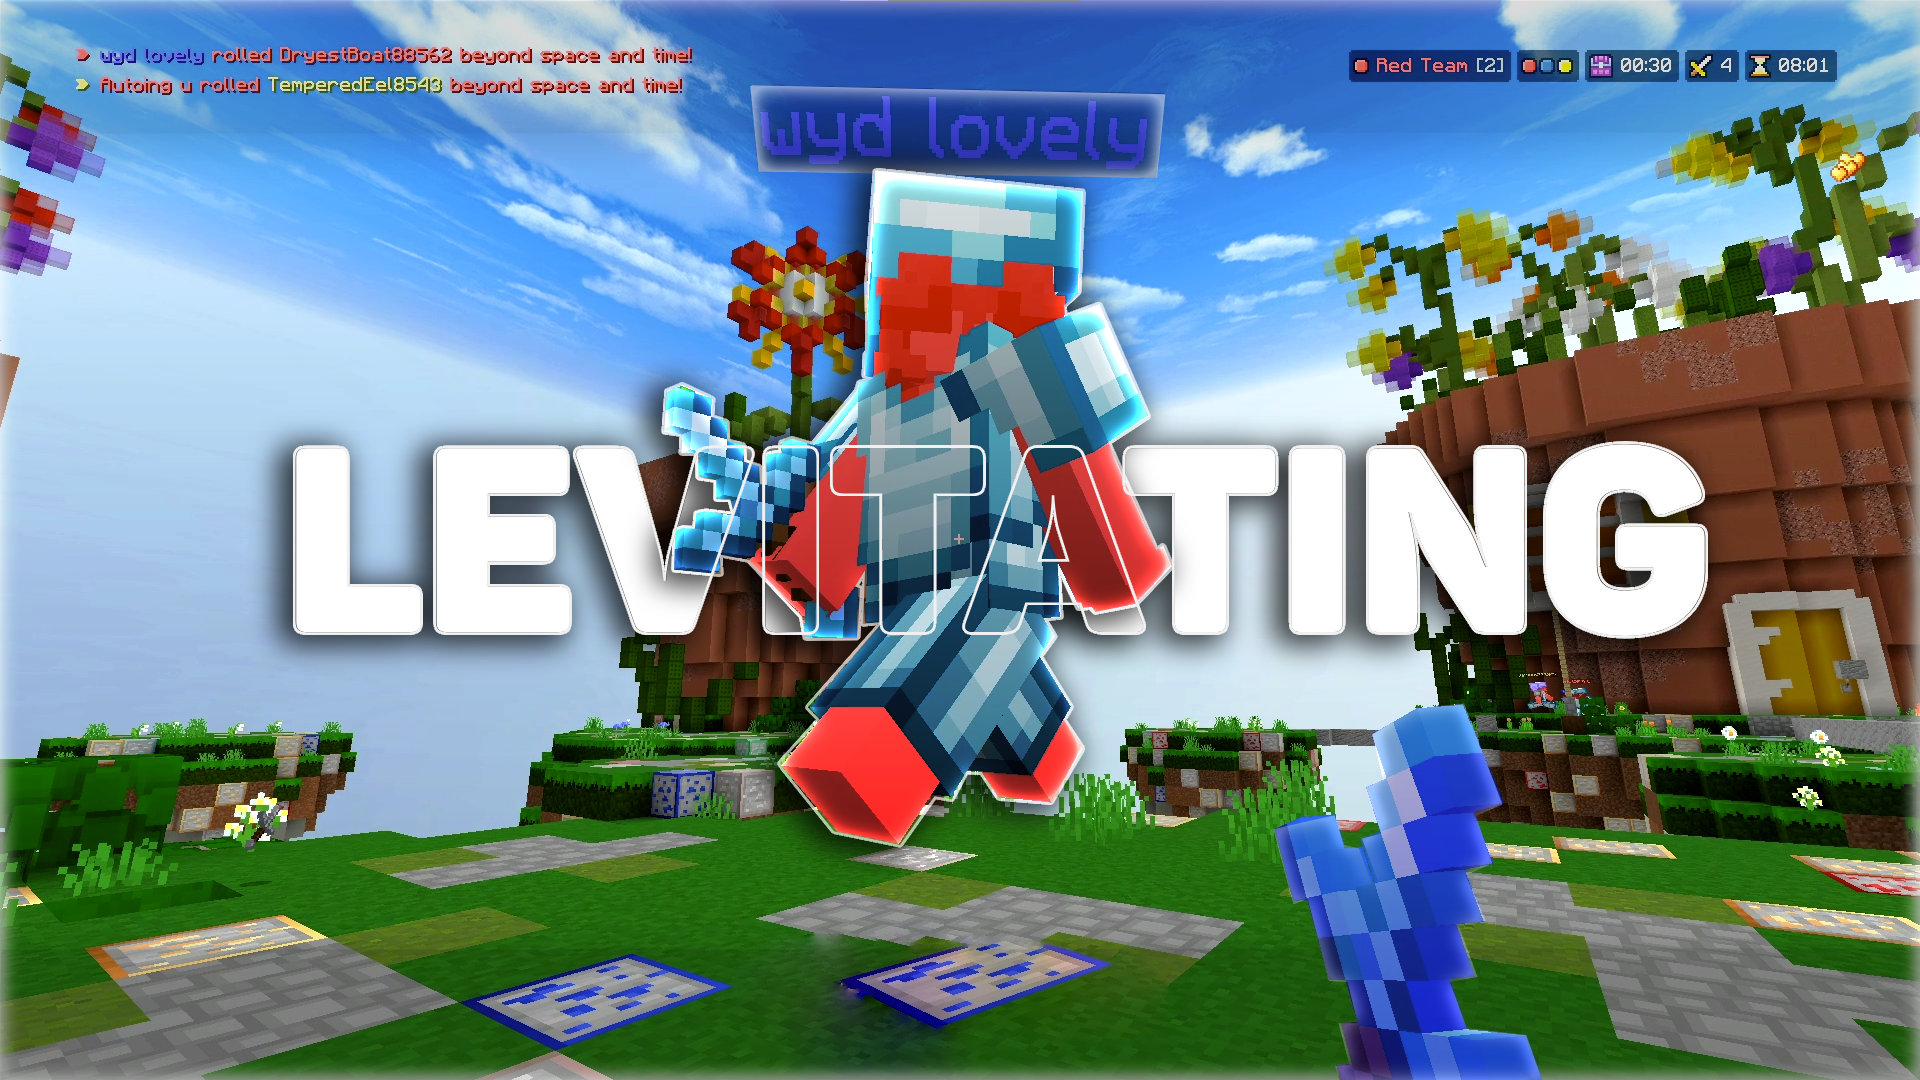 wyd lovely rolled DryestBoat88562 beyond space and time!
Autoing u rolled TemperedEel8543 beyond space and time!
Red Team [2] 00:30 4 08:01
wyd lovely
LEVITATING